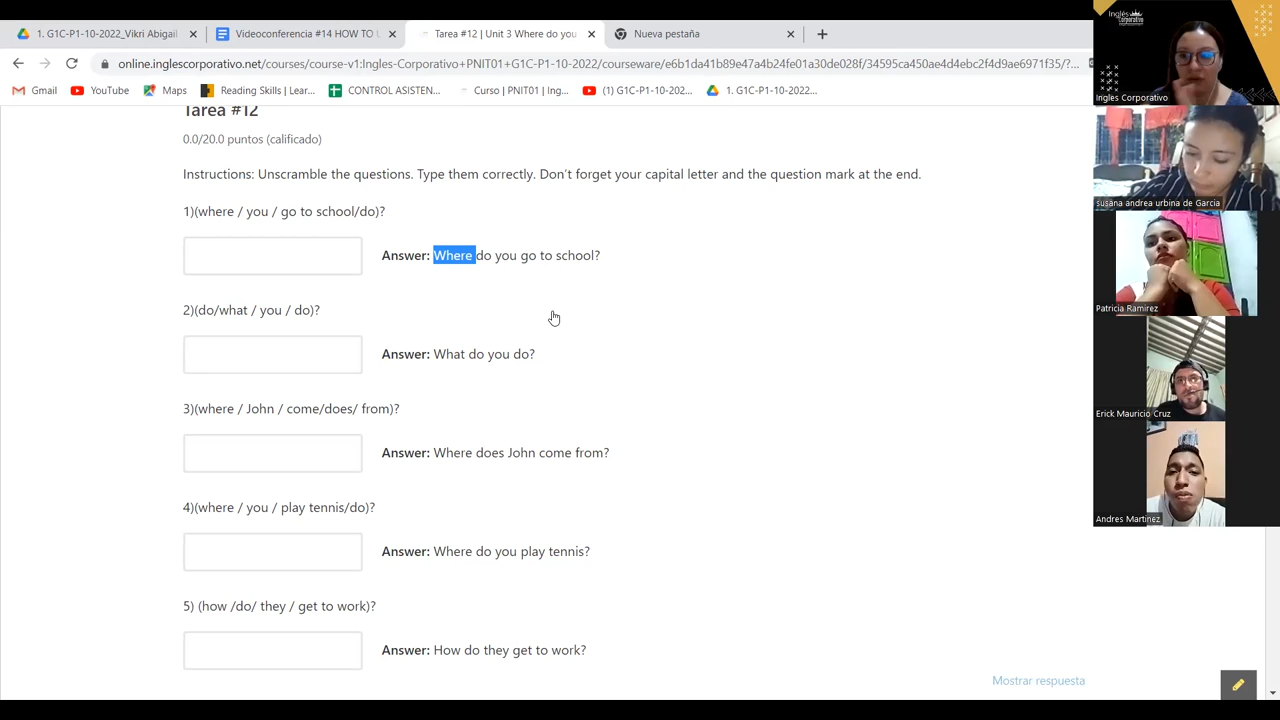 1. G1C-P1-10-2022_Vikri Abigail
Videoconferencia #14 HOW TO U
Tarea #12 | Unit 3 Where do you
Nueva pestaña
online.inglescorporativo.net/courses/course-v1:Ingles-Corporativo+PNIT01+G1C-P1-10-2022/courseware/e6b1da41b89e47a4b24fe01a30de028f/34595ca450ae4d4ebc2f4d9ae6971f35/?...
Gmail
YouTube
Maps
Reading Skills | Lear...
CONTROL ASISTEN...
Curso | PNIT01 | Ing...
(1) G1C-P1-10-202...
1. G1C-P1-10-2022...
Tarea #12
0.0/20.0 puntos (calificado)
Instructions: Unscramble the questions. Type them correctly. Don’t forget your capital letter and the question mark at the end.
1)(where / you / go to school/do)?
Answer: Where do you go to school?
2)(do/what / you / do)?
Answer: What do you do?
3)(where / John / come/does/ from)?
Answer: Where does John come from?
4)(where / you / play tennis/do)?
Answer: Where do you play tennis?
5) (how /do/ they / get to work)?
Answer: How do they get to work?
Mostrar respuesta
Inglés
Corporativo
Ingles Corporativo
susana andrea urbina de Garcia
Patricia Ramirez
Erick Mauricio Cruz
Andres Martinez